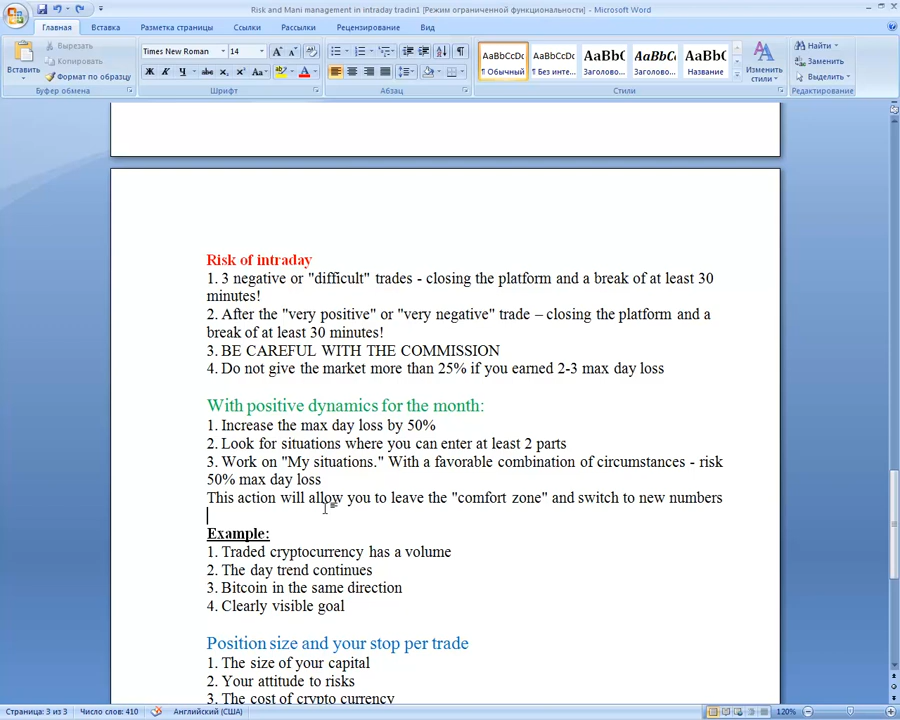 Risk and Mani management in intraday tradin1 [Режим ограниченной функциональности] - Microsoft Word
Главная Вставка Разметка страницы Ссылки Рассылки Рецензирование Вид
Вставить
Вырезать
Копировать
Формат по образцу
Буфер обмена
Times New Roman 14
Ж К Ч abc x₂ x² Aa
Шрифт
Абзац
AaBbCcDc AaBbCcDc AaBbC AaBbCc AaBbC
¶ Обычный ¶ Без инте... Заголово... Заголово... Название
Изменить стили
Стили
Найти
Заменить
Выделить
Редактирование
Risk of intraday
1. 3 negative or "difficult" trades - closing the platform and a break of at least 30
minutes!
2. After the "very positive" or "very negative" trade – closing the platform and a
break of at least 30 minutes!
3. BE CAREFUL WITH THE COMMISSION
4. Do not give the market more than 25% if you earned 2-3 max day loss
With positive dynamics for the month:
1. Increase the max day loss by 50%
2. Look for situations where you can enter at least 2 parts
3. Work on "My situations." With a favorable combination of circumstances - risk
50% max day loss
This action will allow you to leave the "comfort zone" and switch to new numbers
Example:
1. Traded cryptocurrency has a volume
2. The day trend continues
3. Bitcoin in the same direction
4. Clearly visible goal
Position size and your stop per trade
1. The size of your capital
2. Your attitude to risks
3. The cost of crypto currency
Страница: 3 из 3 Число слов: 410 Английский (США) 120%